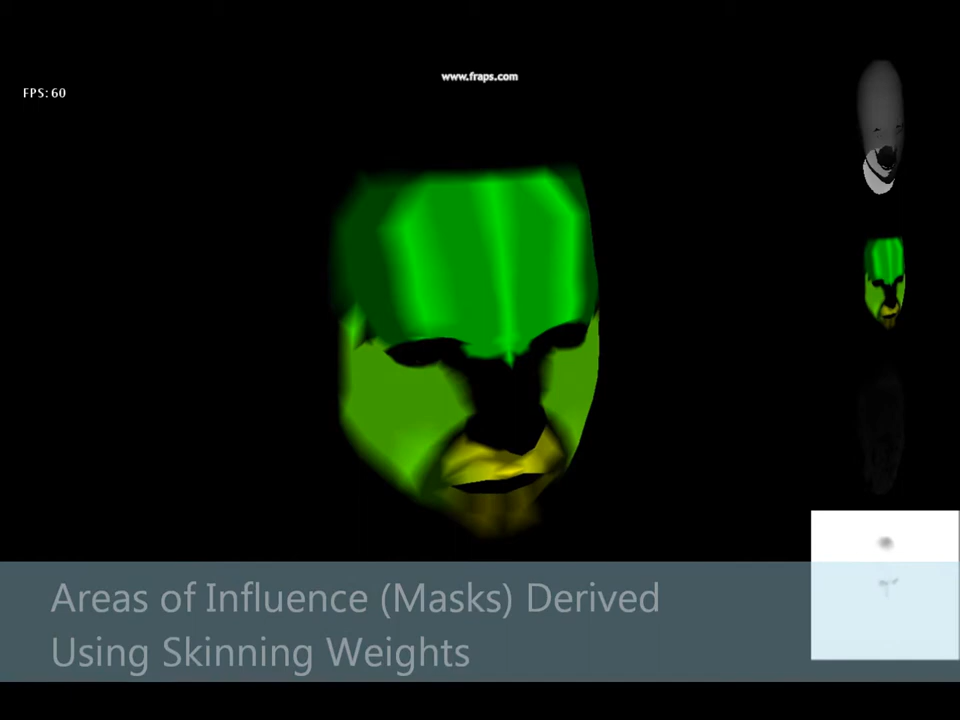 www.fraps.com
FPS: 60
Areas of Influence (Masks) Derived
Using Skinning Weights